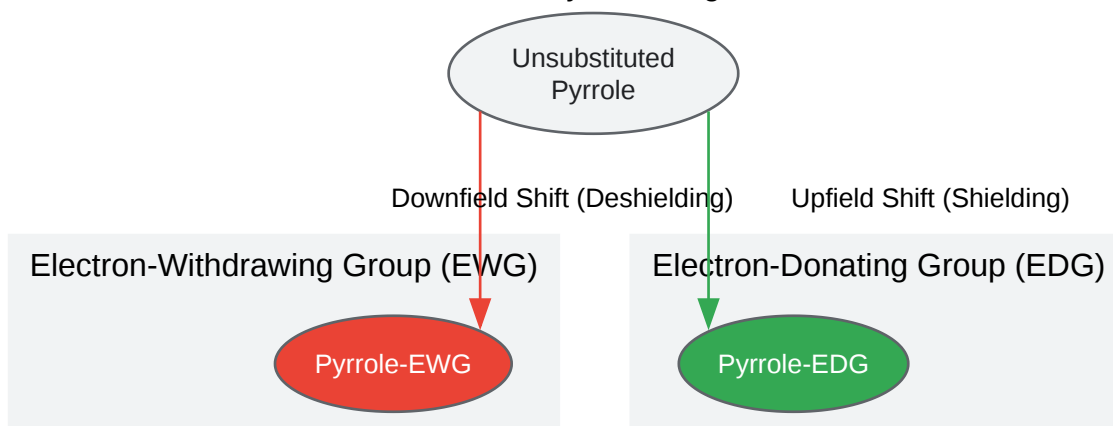 Unsubstituted
Pyrrole
Downfield Shift (Deshielding)
Upfield Shift (Shielding)
Electron-Withdrawing Group (EWG)
Electron-Donating Group (EDG)
Pyrrole-EWG
Pyrrole-EDG